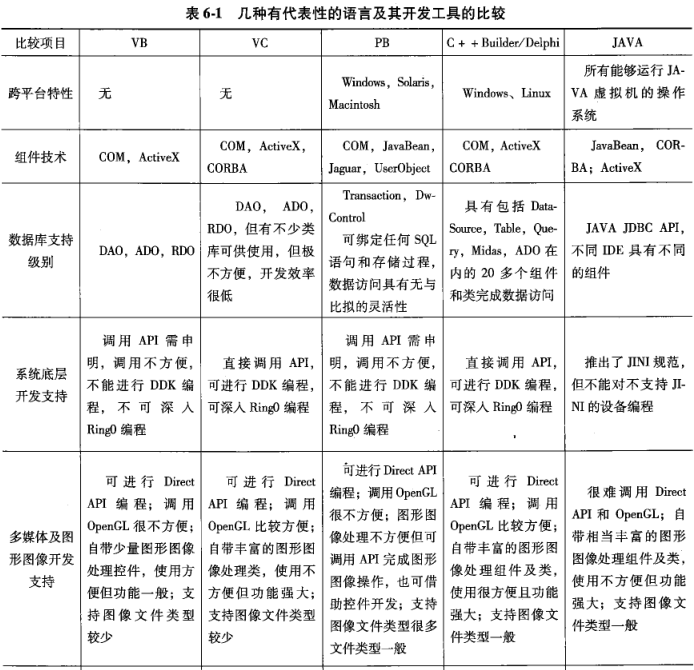 表 6-1 几种有代表性的语言及其开发工具的比较
比较项目
VB
VC
PB
C + + Builder/Delphi
JAVA
跨平台特性
无
无
Windows, Solaris,
Macintosh
Windows、Linux
所有能够运行 JA-
VA 虚拟机的操作
系统
组件技术
COM, ActiveX
COM, ActiveX,
CORBA
COM, JavaBean,
Jaguar, UserObject
COM, ActiveX
CORBA
JavaBean, COR-
BA; ActiveX
数据库支持
级别
DAO, ADO, RDO
DAO, ADO,
RDO, 但有不少类
库可供使用, 但极
不方便, 开发效率
很低
Transaction, Dw-
Control
可绑定任何 SQL
语句和存储过程,
数据访问具有无与
比拟的灵活性
具有包括 Data-
Source, Table, Que-
ry, Midas, ADO 在
内的 20 多个组件
和类完成数据访问
JAVA JDBC API,
不同 IDE 具有不同
的组件
系统底层
开发支持
调用 API 需申
明, 调用不方便,
不能进行 DDK 编
程, 不可深入
Ring0 编程
直接调用 API,
可进行 DDK 编程,
可深入 Ring0 编程
调用 API 需申
明, 调用不方便,
不能进行 DDK 编
程, 不可深入
Ring0 编程
直接调用 API,
可进行 DDK 编程,
可深入 Ring0 编程
推出了 JINI 规范,
但不能对不支持 JI-
NI 的设备编程
多媒体及图
形图像开发
支持
可进行 Direct
API 编程; 调用
OpenGL 很不方便;
自带少量图形图像
处理控件, 使用方
便但功能一般; 支
持图像文件类型
较少
可进行 Direct
API 编程; 调用
OpenGL 比较方便;
自带丰富的图形图
像处理类, 使用不
方便但功能强大;
支持图像文件类型
较少
可进行 Direct API
编程; 调用 OpenGL
很不方便; 图形图
像处理不方便但可
调用 API 完成图形
图像操作, 也可借
助控件开发; 支持
图像文件类型很多
文件类型一般
可进行 Direct
API 编程; 调用
OpenGL 比较方便;
自带丰富的图形图
像处理组件及类,
使用很方便且功能
强大; 支持图像文
件类型一般
很难调用 Direct
API 和 OpenGL; 自
带相当丰富的图形
图像处理组件及类,
使用不方便但功能
强大; 支持图像文
件类型一般